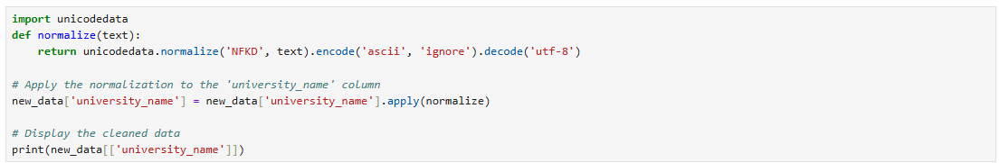 import unicodedata
def normalize(text):
    return unicodedata.normalize('NFKD', text).encode('ascii', 'ignore').decode('utf-8')

# Apply the normalization to the 'university_name' column
new_data['university_name'] = new_data['university_name'].apply(normalize)

# Display the cleaned data
print(new_data[['university_name']])